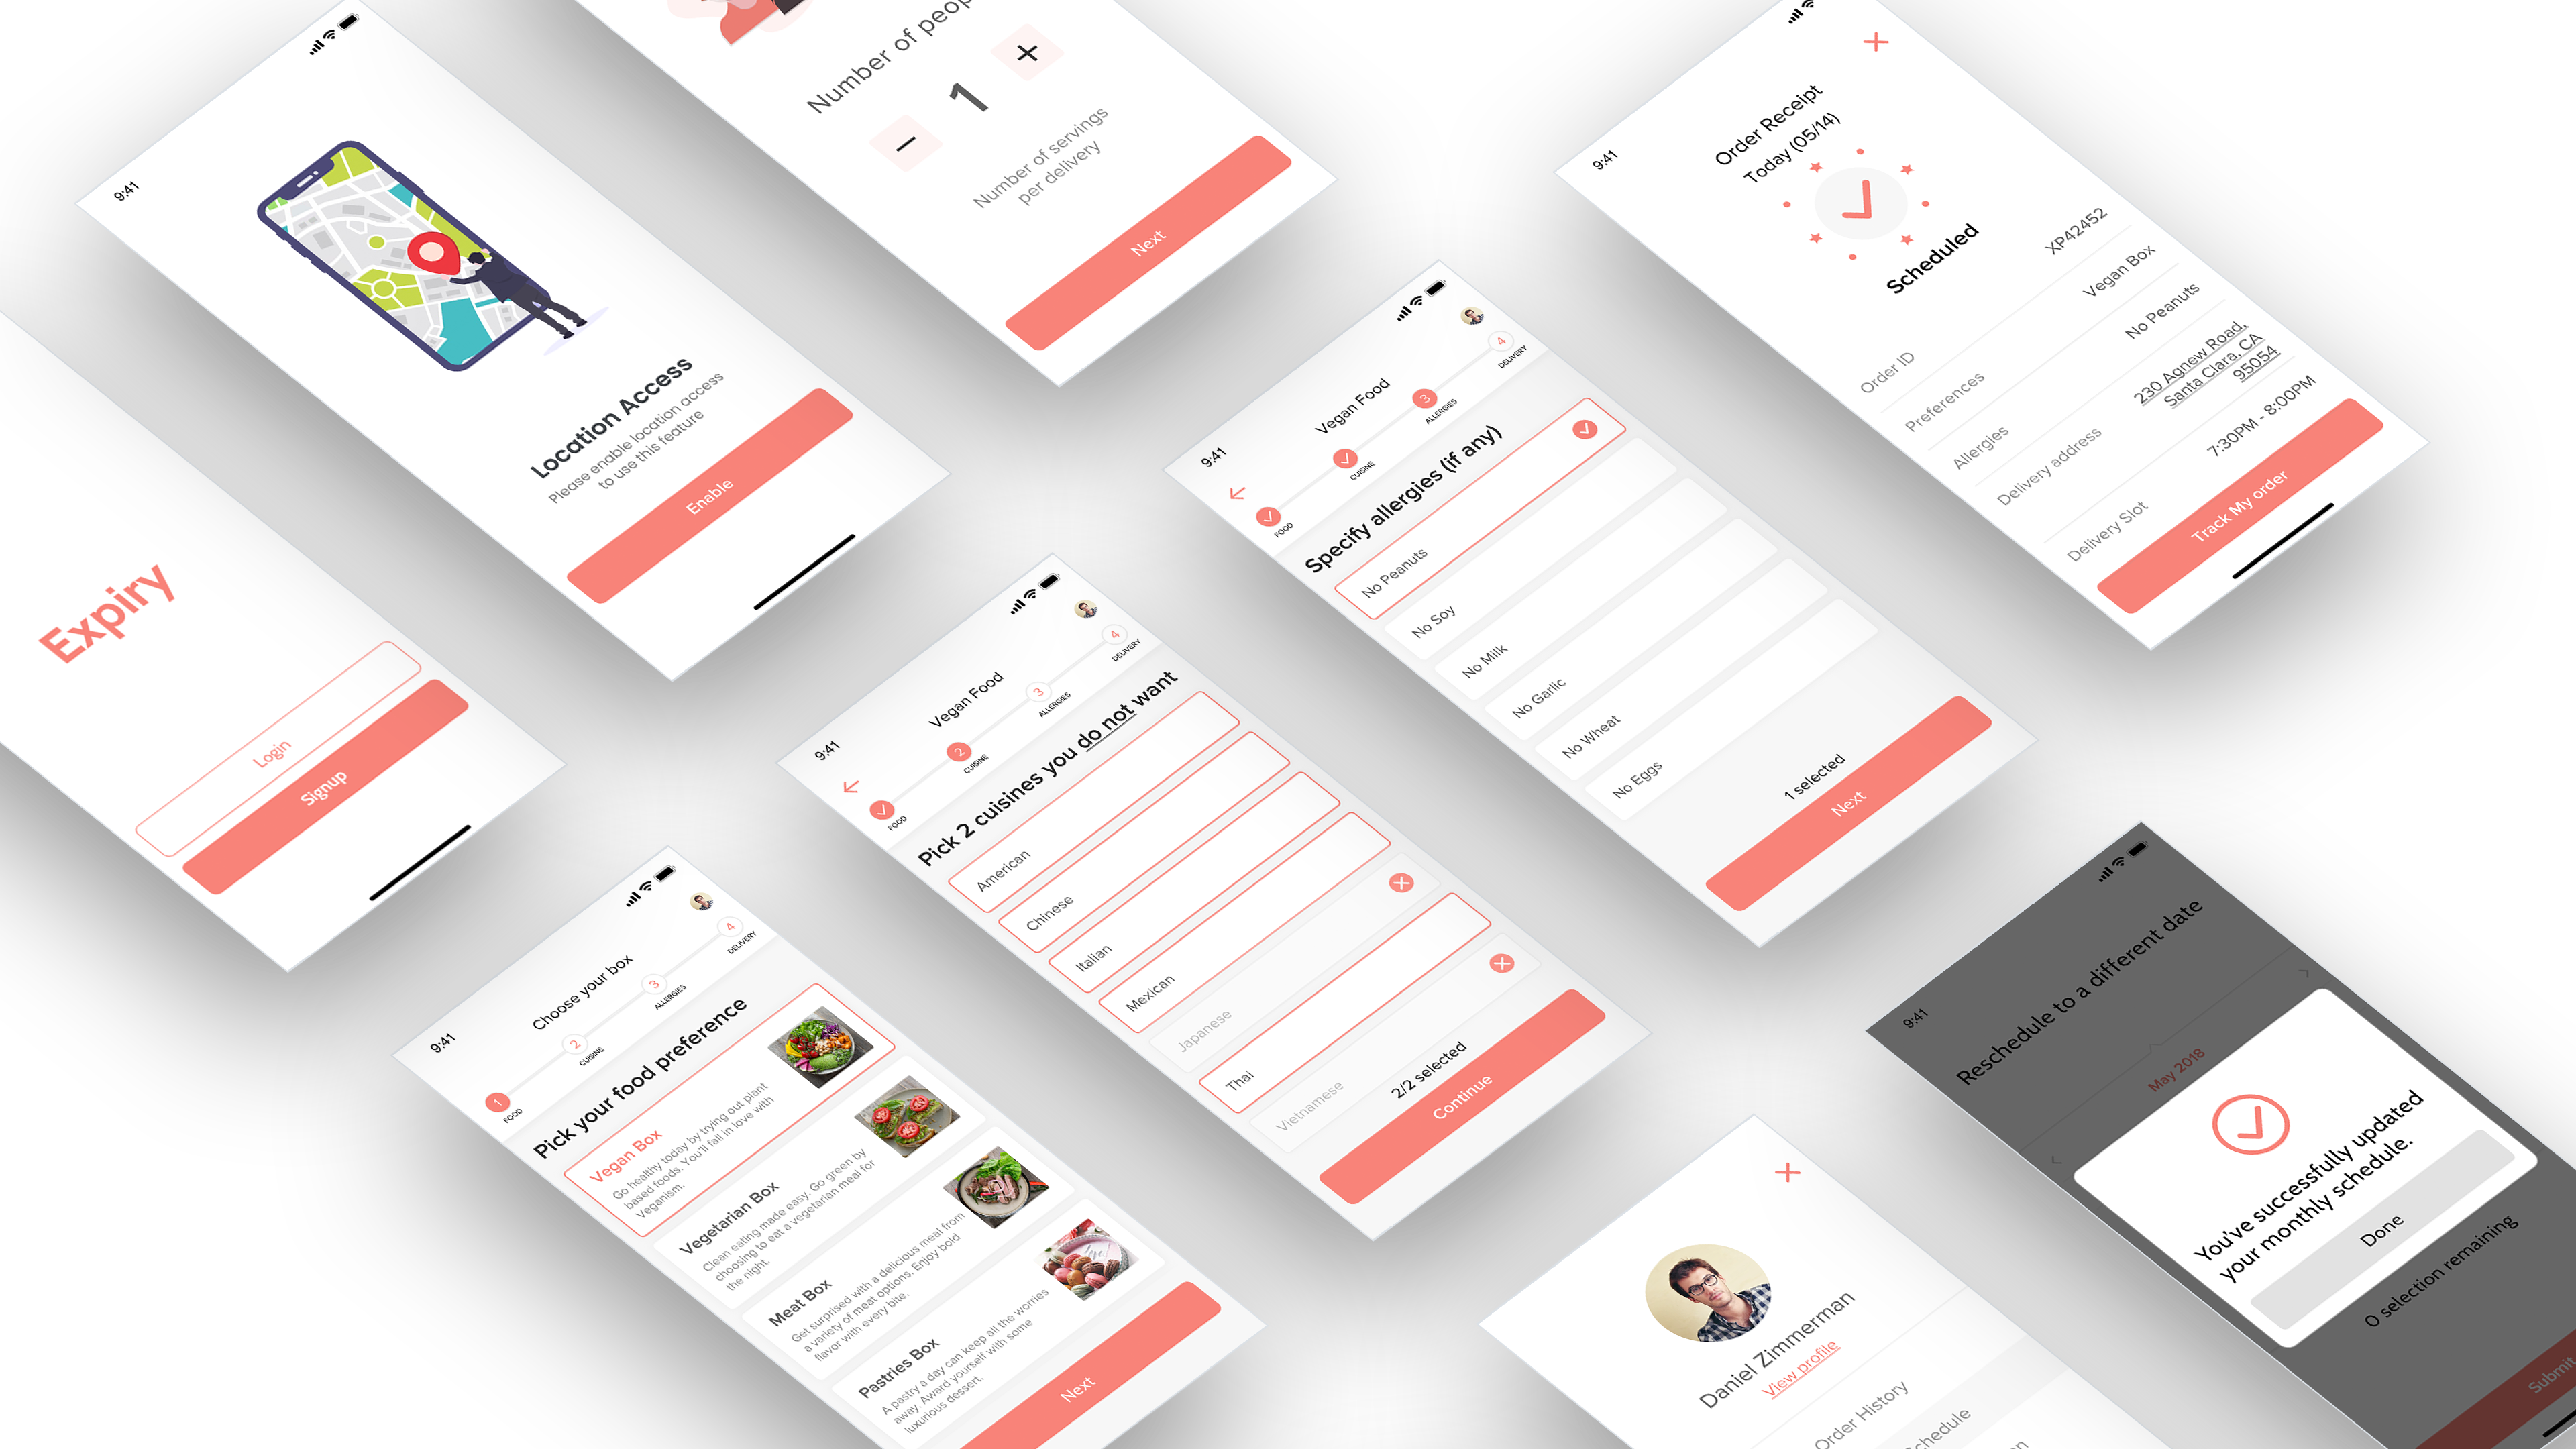 Expiry
Login
Signup
9:41
Location Access
Please enable location access
to use this feature
Enable
Number of
1
Number of servings
per delivery
Next
9:41
Order Receipt
Today (05/14)
Scheduled
Order ID
XP42452
Preferences
Vegan Box
Allergies
No Peanuts
Delivery address
230 Agnew Road,
Santa Clara, CA
95054
Delivery Slot
7:30PM - 8:00PM
Track My order
9:41
Vegan Food
FOOD
CUISINE
3
ALLERGIES
4
DELIVERY
Specify allergies (if any)
No Peanuts
No Soy
No Milk
No Garlic
No Wheat
No Eggs
1 selected
Next
9:41
Vegan Food
FOOD
2
CUISINE
3
ALLERGIES
4
DELIVERY
Pick 2 cuisines you do not want
American
Chinese
Italian
Mexican
Japanese
Thai
Vietnamese
2/2 selected
Continue
9:41
Choose your box
1
FOOD
2
CUISINE
3
ALLERGIES
4
DELIVERY
Pick your food preference
Vegan Box
Go healthy today by trying out plant
based foods. You'll fall in love with
Veganism.
Vegetarian Box
Clean eating made easy. Go green by
choosing to eat a vegetarian meal for
the night.
Meat Box
Get surprised with a delicious meal from
a variety of meat options. Enjoy bold
flavor with every bite.
Pastries Box
A pastry a day can keep all the worries
away. Award yourself with some
luxurious dessert.
Next
Daniel Zimmerman
View profile
Order History
9:41
Reschedule to a different date
May 2018
You've successfully updated
your monthly schedule.
Done
0 selection remaining
Submit